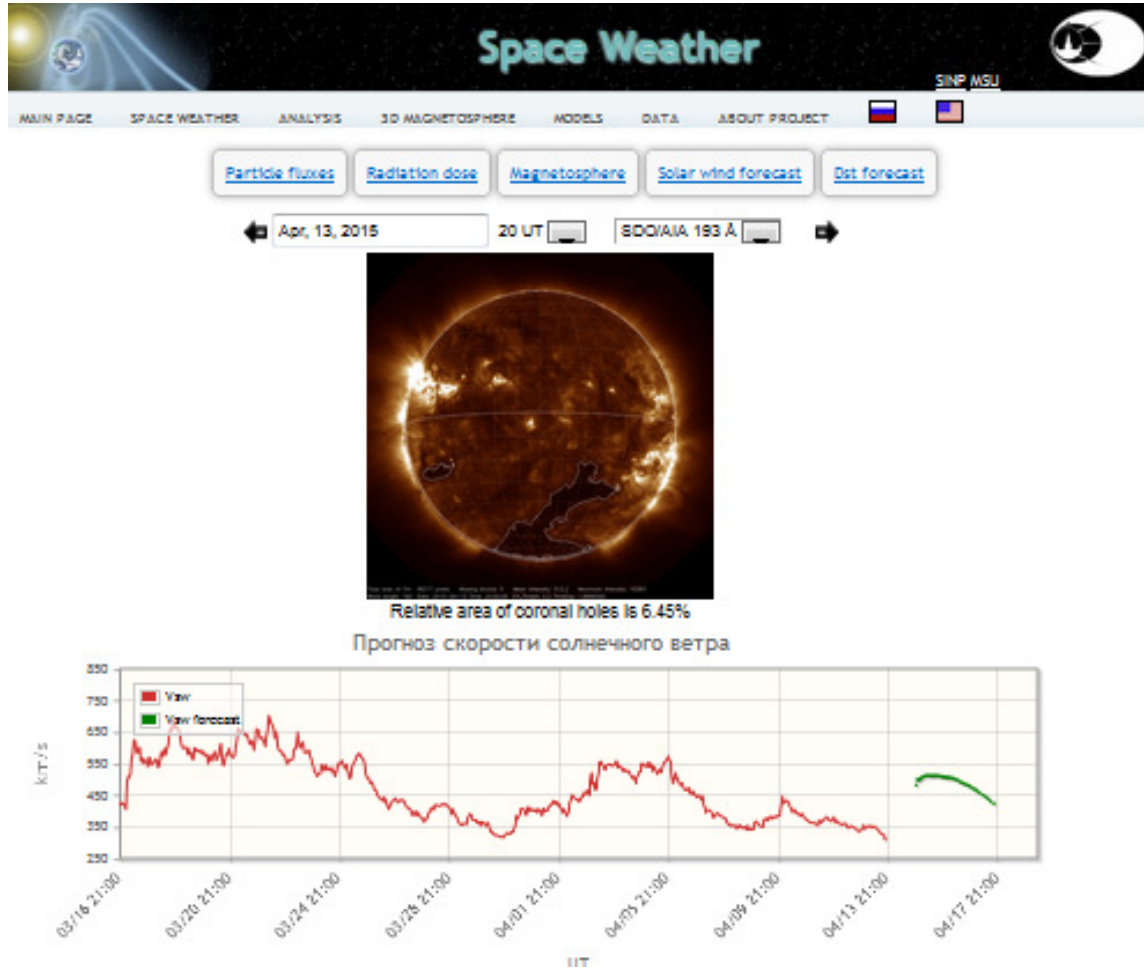 Space Weather
SINP MSU
MAIN PAGE SPACE WEATHER ANALYSIS 3D MAGNETOSPHERE MODELS DATA ABOUT PROJECT
Particle fluxes Radiation dose Magnetosphere Solar wind forecast Dst forecast
Apr, 13, 2015 20 UT SDO/AIA 193 Å
Relative area of coronal holes is 6.45%
Прогноз скорости солнечного ветра
850
750
650
550
450
350
250
km/s
Vsw
Vsw forecast
03/16 21:00 03/20 21:00 03/24 21:00 03/28 21:00 04/01 21:00 04/05 21:00 04/09 21:00 04/13 21:00 04/17 21:00
UT